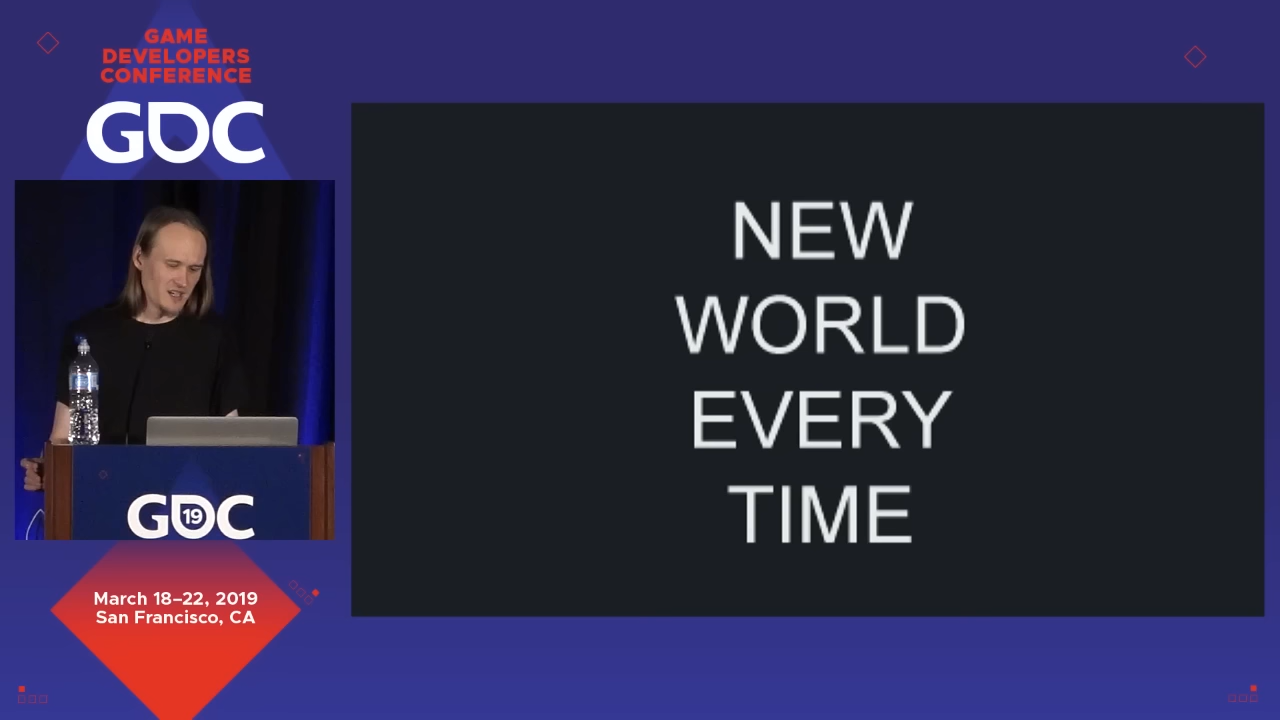 GAME
DEVELOPERS
CONFERENCE
GDC
NEW
WORLD
EVERY
TIME
GDC
19
March 18–22, 2019
San Francisco, CA